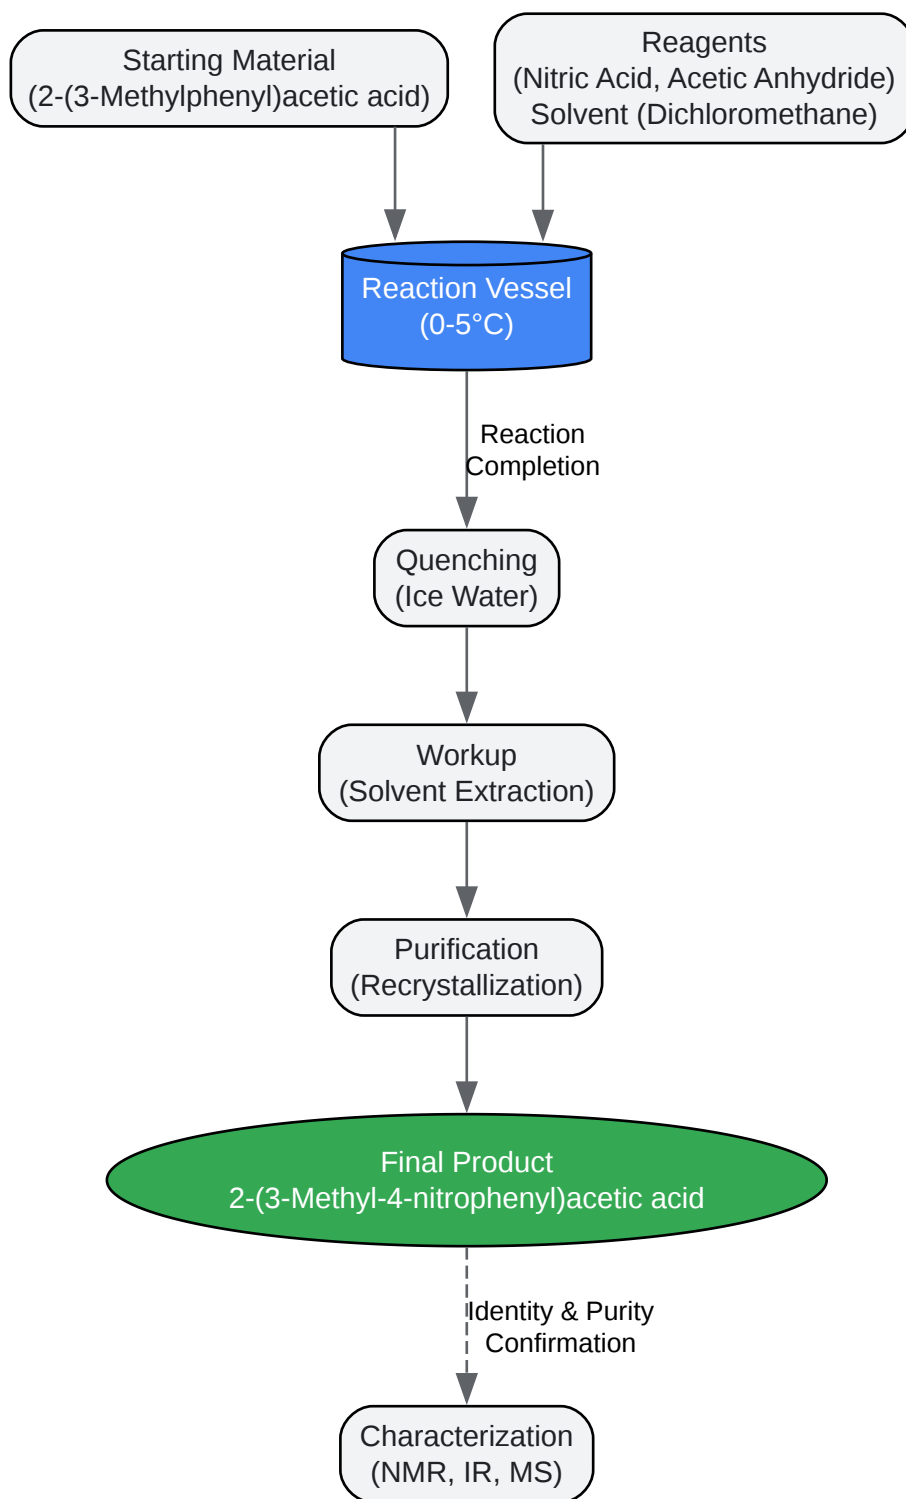 Starting Material
(2-(3-Methylphenyl)acetic acid)
Reagents
(Nitric Acid, Acetic Anhydride)
Solvent (Dichloromethane)
Reaction Vessel
(0-5°C)
Reaction
Completion
Quenching
(Ice Water)
Workup
(Solvent Extraction)
Purification
(Recrystallization)
Final Product
2-(3-Methyl-4-nitrophenyl)acetic acid
Identity & Purity
Confirmation
Characterization
(NMR, IR, MS)